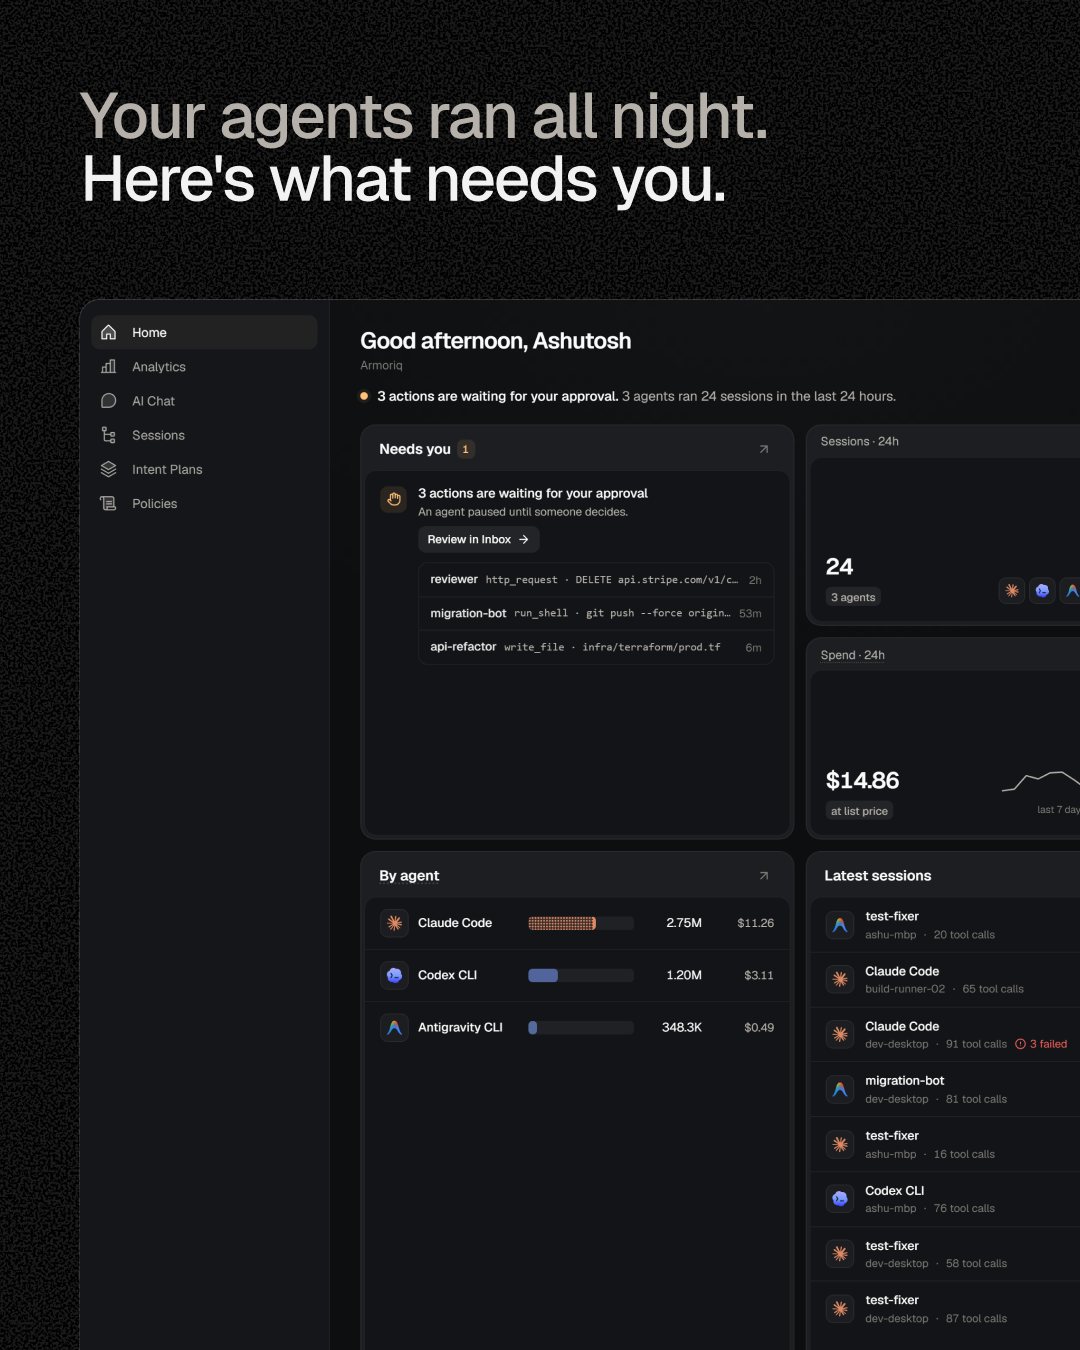 Your agents ran all night.
Here's what needs you.
Home
Analytics
AI Chat
Sessions
Intent Plans
Policies
Good afternoon, Ashutosh
Armoriq
3 actions are waiting for your approval. 3 agents ran 24 sessions in the last 24 hours.
Needs you 1
3 actions are waiting for your approval
An agent paused until someone decides.
Review in Inbox →
reviewer http_request · DELETE api.stripe.com/v1/c… 2h
migration-bot run_shell · git push --force origin… 53m
api-refactor write_file · infra/terraform/prod.tf 6m
Sessions · 24h
24
3 agents
Spend · 24h
$14.86
at list price
last 7 day
By agent
Claude Code 2.75M $11.26
Codex CLI 1.20M $3.11
Antigravity CLI 348.3K $0.49
Latest sessions
test-fixer
ashu-mbp · 20 tool calls
Claude Code
build-runner-02 · 65 tool calls
Claude Code
dev-desktop · 91 tool calls 3 failed
migration-bot
dev-desktop · 81 tool calls
test-fixer
ashu-mbp · 16 tool calls
Codex CLI
ashu-mbp · 76 tool calls
test-fixer
dev-desktop · 58 tool calls
test-fixer
dev-desktop · 87 tool calls